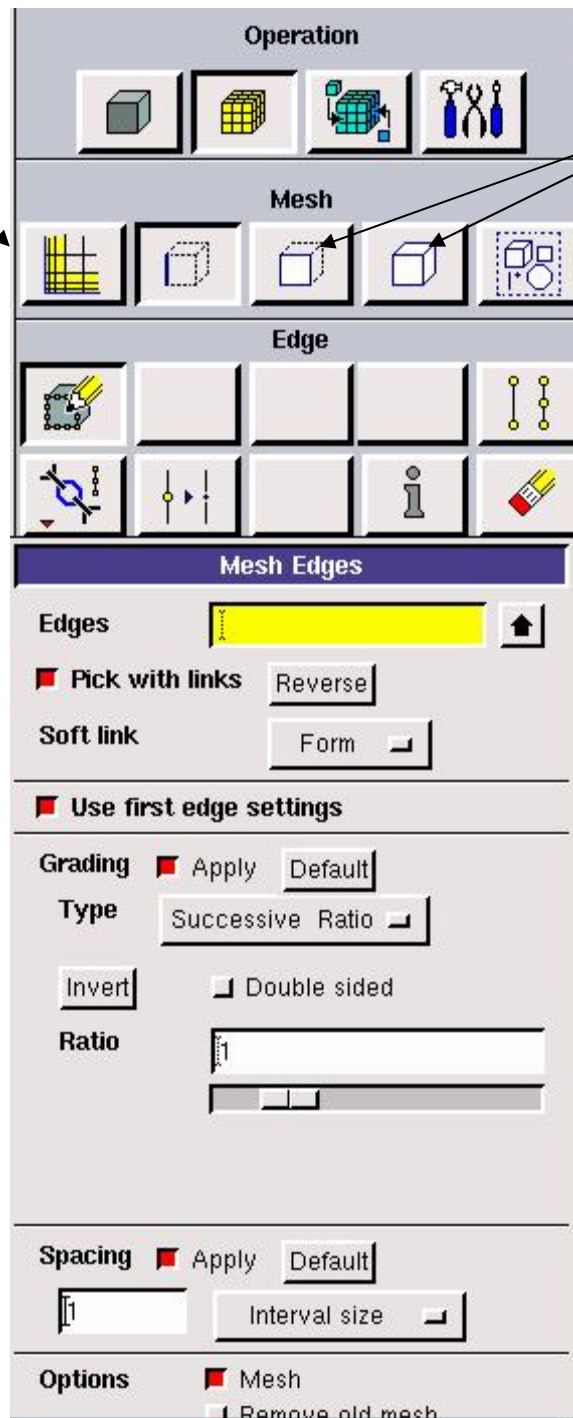 Operation
Mesh
Edge
Mesh Edges
Edges
Pick with links Reverse
Soft link Form
Use first edge settings
Grading Apply Default
Type Successive Ratio
Invert Double sided
Ratio 1
Spacing Apply Default
1 Interval size
Options Mesh
Remove old mesh